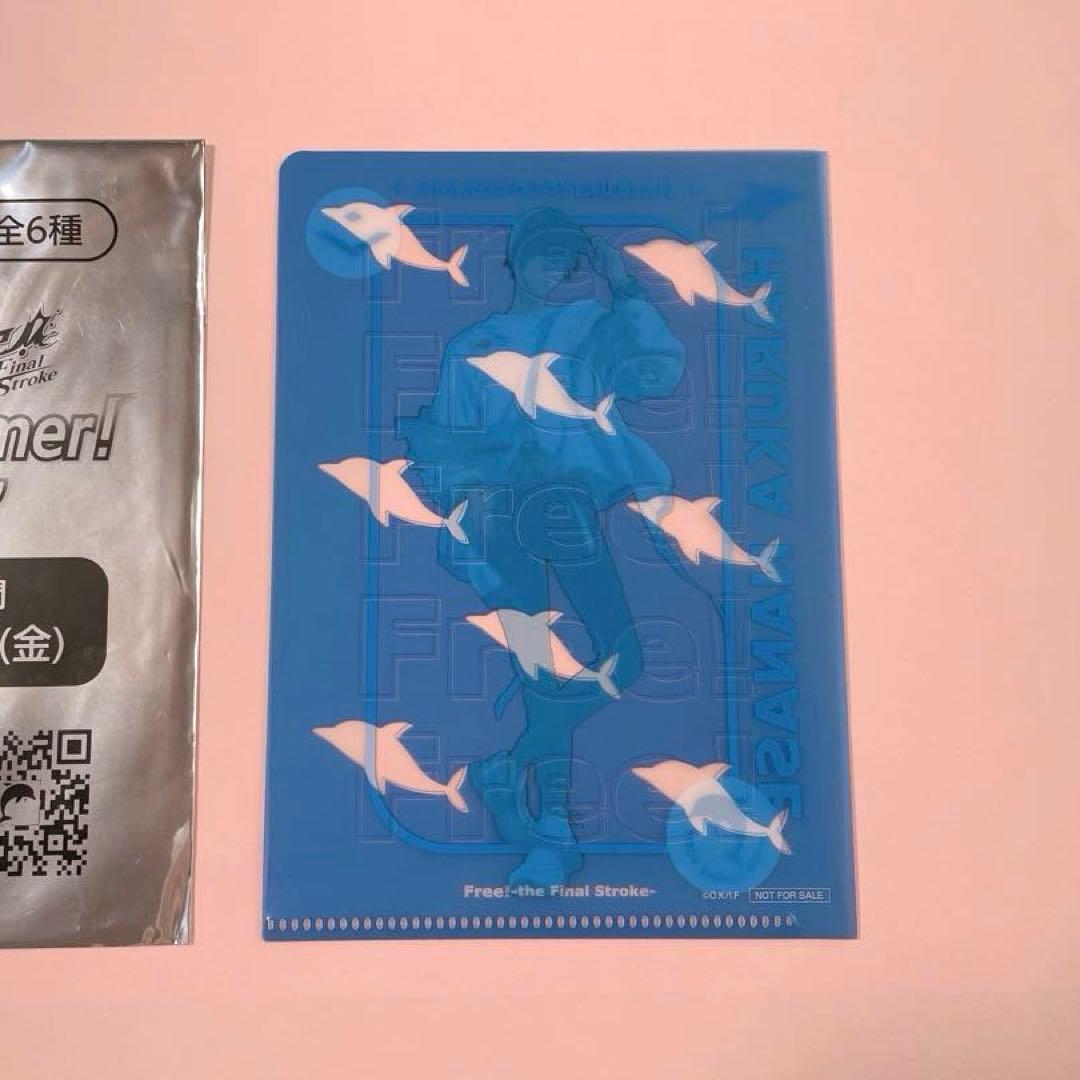 全6種
Final
Stroke
mer!
(金)
Free!
Free!
Free!
Free!
Free!
HARUKA NANASE
Free!-the Final Stroke-
©O.K/I.F
NOT FOR SALE